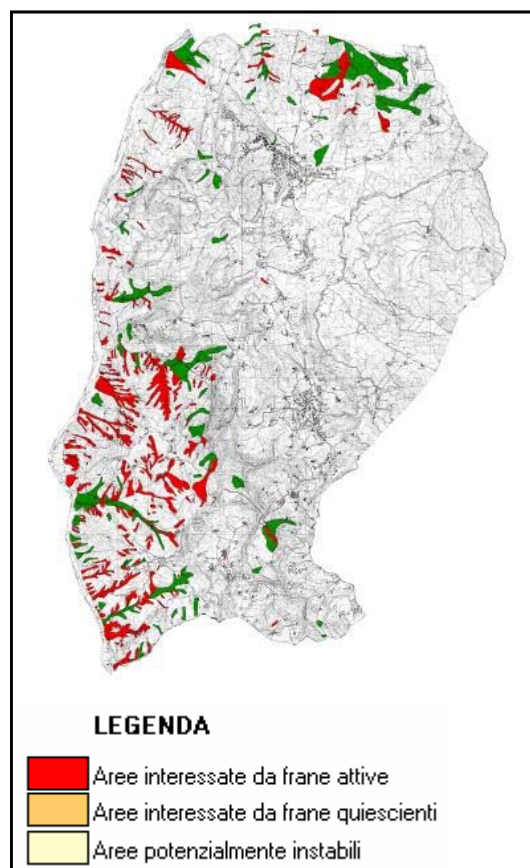 LEGENDA
Aree interessate da frane attive
Aree interessate da frane quiescienti
Aree potenzialmente instabili